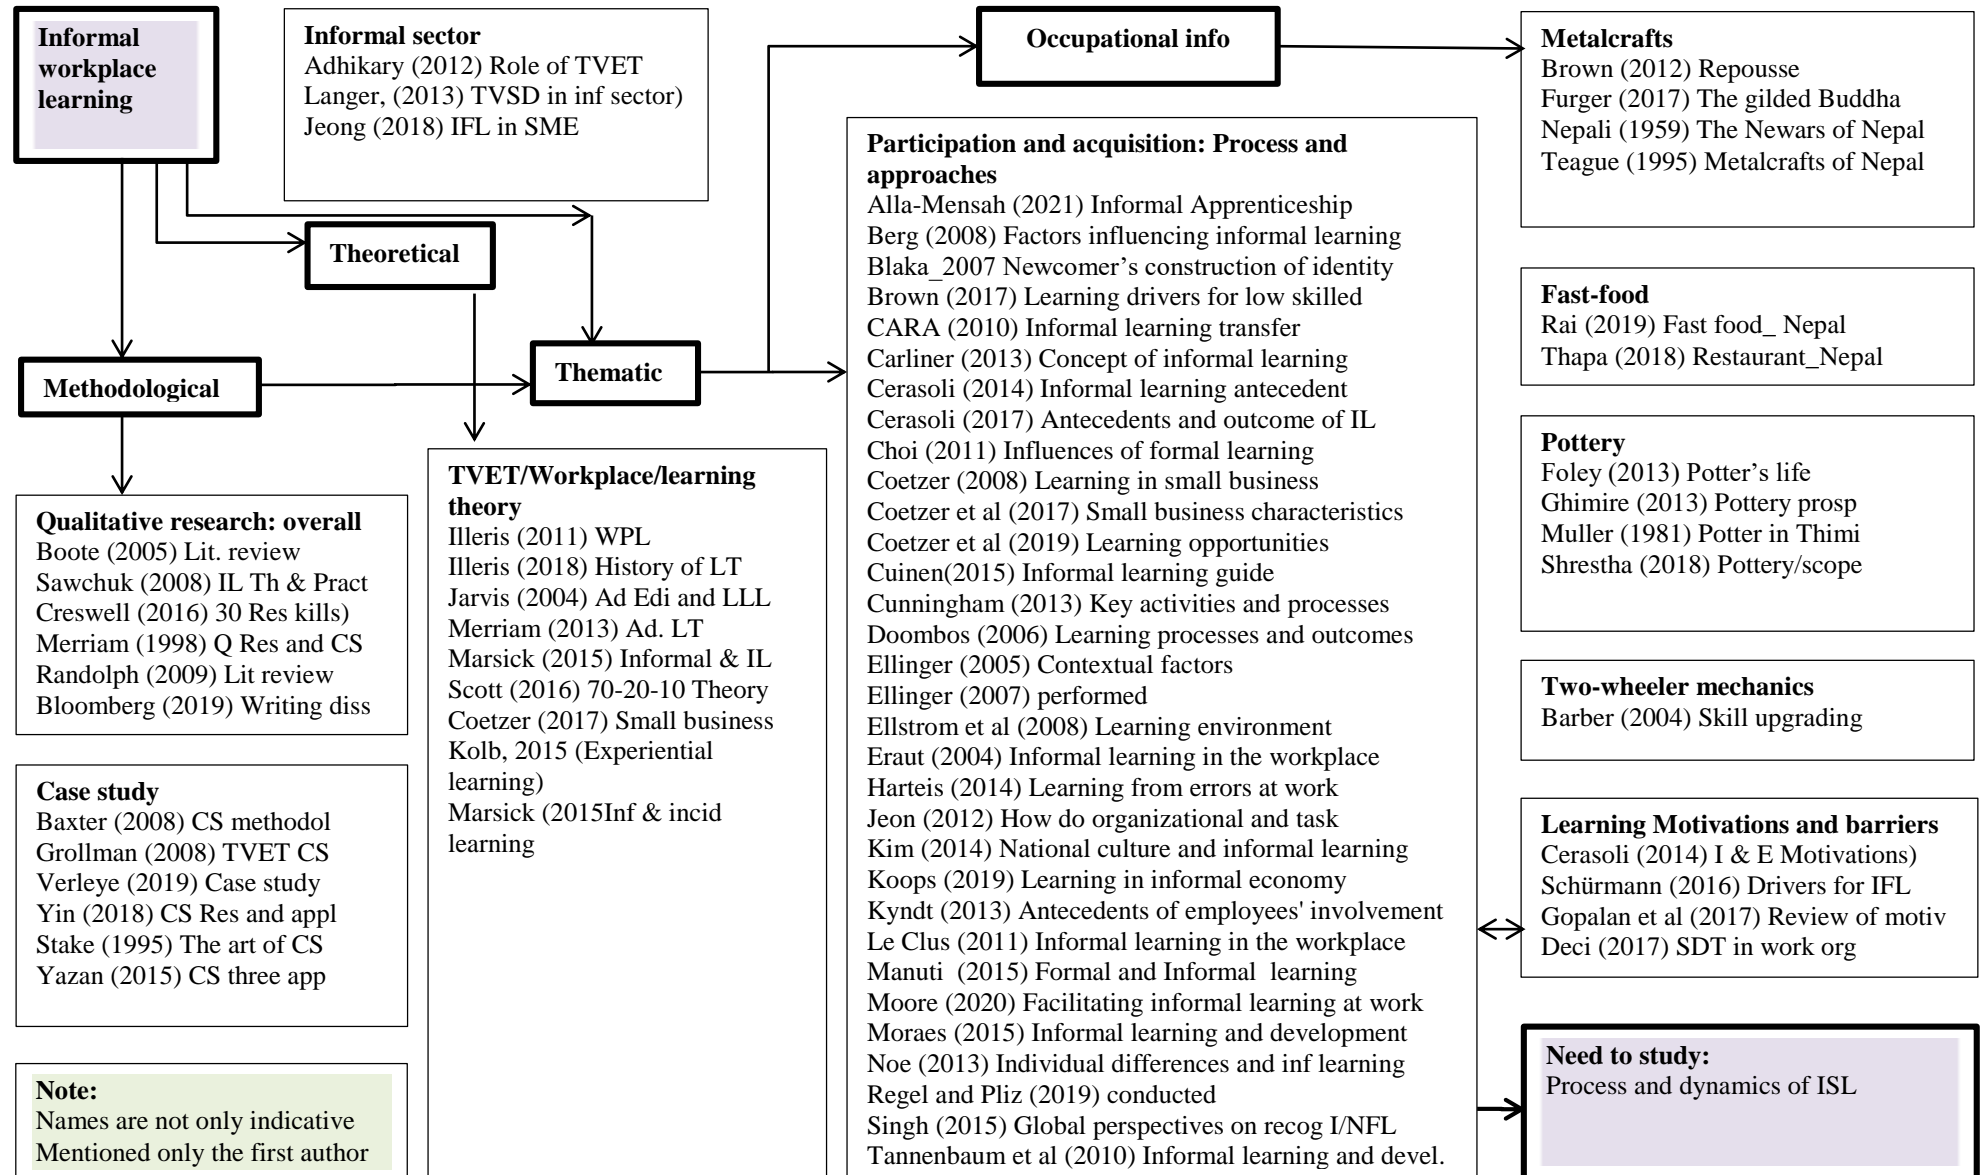 Informal
workplace
learning
Informal sector
Adhikary (2012) Role of TVET
Langer, (2013) TVSD in inf sector)
Jeong (2018) IFL in SME
Occupational info
Metalcrafts
Brown (2012) Repousse
Furger (2017) The gilded Buddha
Nepali (1959) The Newars of Nepal
Teague (1995) Metalcrafts of Nepal
Theoretical
Thematic
Methodological
Qualitative research: overall
Boote (2005) Lit. review
Sawchuk (2008) IL Th & Pract
Creswell (2016) 30 Res kills)
Merriam (1998) Q Res and CS
Randolph (2009) Lit review
Bloomberg (2019) Writing diss
Case study
Baxter (2008) CS methodol
Grollman (2008) TVET CS
Verleye (2019) Case study
Yin (2018) CS Res and appl
Stake (1995) The art of CS
Yazan (2015) CS three app
Note:
Names are not only indicative
Mentioned only the first author
TVET/Workplace/learning
theory
Illeris (2011) WPL
Illeris (2018) History of LT
Jarvis (2004) Ad Edi and LLL
Merriam (2013) Ad. LT
Marsick (2015) Informal & IL
Scott (2016) 70-20-10 Theory
Coetzer (2017) Small business
Kolb, 2015 (Experiential
learning)
Marsick (2015Inf & incid
learning
Participation and acquisition: Process and
approaches
Alla-Mensah (2021) Informal Apprenticeship
Berg (2008) Factors influencing informal learning
Blaka_2007 Newcomer’s construction of identity
Brown (2017) Learning drivers for low skilled
CARA (2010) Informal learning transfer
Carliner (2013) Concept of informal learning
Cerasoli (2014) Informal learning antecedent
Cerasoli (2017) Antecedents and outcome of IL
Choi (2011) Influences of formal learning
Coetzer (2008) Learning in small business
Coetzer et al (2017) Small business characteristics
Coetzer et al (2019) Learning opportunities
Cuinen(2015) Informal learning guide
Cunningham (2013) Key activities and processes
Doombos (2006) Learning processes and outcomes
Ellinger (2005) Contextual factors
Ellinger (2007) performed
Ellstrom et al (2008) Learning environment
Eraut (2004) Informal learning in the workplace
Harteis (2014) Learning from errors at work
Jeon (2012) How do organizational and task
Kim (2014) National culture and informal learning
Koops (2019) Learning in informal economy
Kyndt (2013) Antecedents of employees' involvement
Le Clus (2011) Informal learning in the workplace
Manuti  (2015) Formal and Informal  learning
Moore (2020) Facilitating informal learning at work
Moraes (2015) Informal learning and development
Noe (2013) Individual differences and inf learning
Regel and Pliz (2019) conducted
Singh (2015) Global perspectives on recog I/NFL
Tannenbaum et al (2010) Informal learning and devel.
Fast-food
Rai (2019) Fast food_ Nepal
Thapa (2018) Restaurant_Nepal
Pottery
Foley (2013) Potter’s life
Ghimire (2013) Pottery prosp
Muller (1981) Potter in Thimi
Shrestha (2018) Pottery/scope
Two-wheeler mechanics
Barber (2004) Skill upgrading
Learning Motivations and barriers
Cerasoli (2014) I & E Motivations)
Schürmann (2016) Drivers for IFL
Gopalan et al (2017) Review of motiv
Deci (2017) SDT in work org
Need to study:
Process and dynamics of ISL